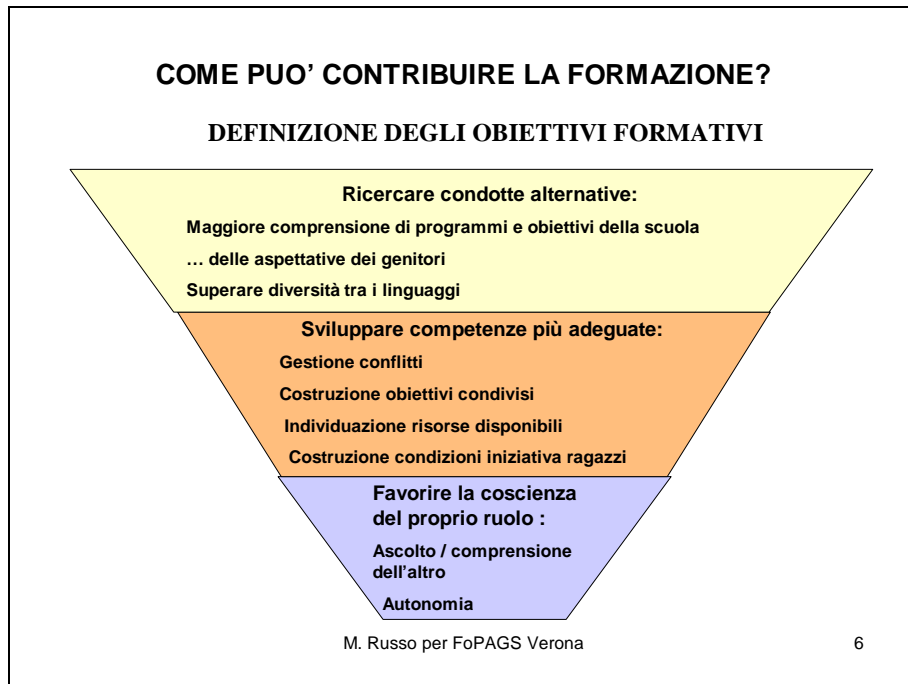 COME PUO' CONTRIBUIRE LA FORMAZIONE?
DEFINIZIONE DEGLI OBIETTIVI FORMATIVI
Ricercare condotte alternative:
Maggiore comprensione di programmi e obiettivi della scuola
… delle aspettative dei genitori
Superare diversità tra i linguaggi
Sviluppare competenze più adeguate:
Gestione conflitti
Costruzione obiettivi condivisi
Individuazione risorse disponibili
Costruzione condizioni iniziativa ragazzi
Favorire la coscienza
del proprio ruolo :
Ascolto / comprensione
dell'altro
Autonomia
M. Russo per FoPAGS Verona
6